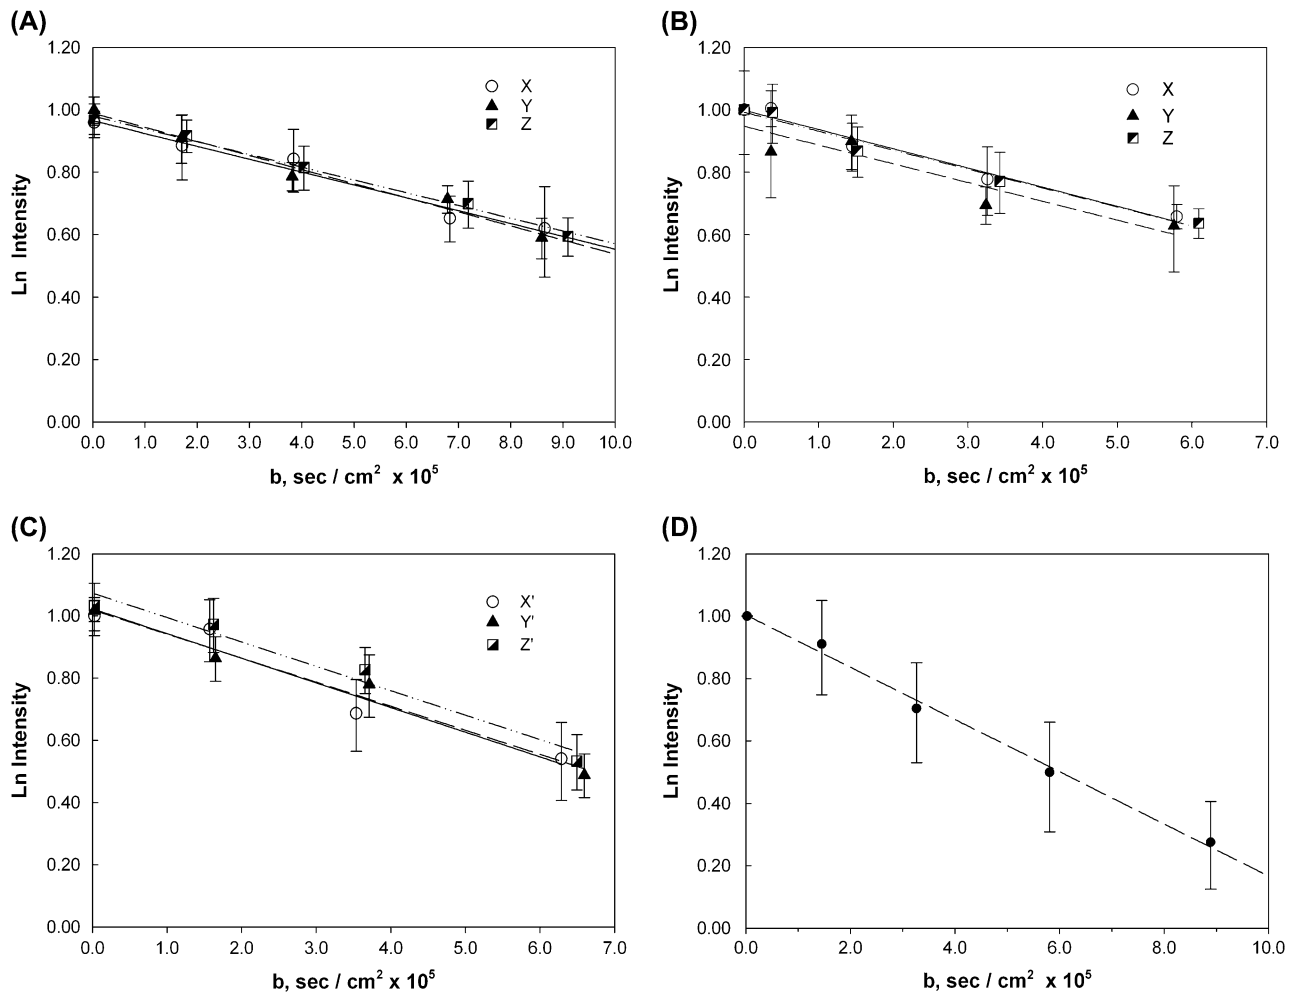 (A)
1.20
1.00
0.80
0.60
0.40
0.20
0.00
Ln Intensity
X
Y
Z
0.0 1.0 2.0 3.0 4.0 5.0 6.0 7.0 8.0 9.0 10.0
b, sec / cm² x 10⁵
(B)
1.20
1.00
0.80
0.60
0.40
0.20
0.00
Ln Intensity
X
Y
Z
0.0 1.0 2.0 3.0 4.0 5.0 6.0 7.0
b, sec / cm² x 10⁵
(C)
1.20
1.00
0.80
0.60
0.40
0.20
0.00
Ln Intensity
X'
Y'
Z'
0.0 1.0 2.0 3.0 4.0 5.0 6.0 7.0
b, sec / cm² x 10⁵
(D)
1.20
1.00
0.80
0.60
0.40
0.20
0.00
Ln Intensity
0.0 2.0 4.0 6.0 8.0 10.0
b, sec / cm² x 10⁵